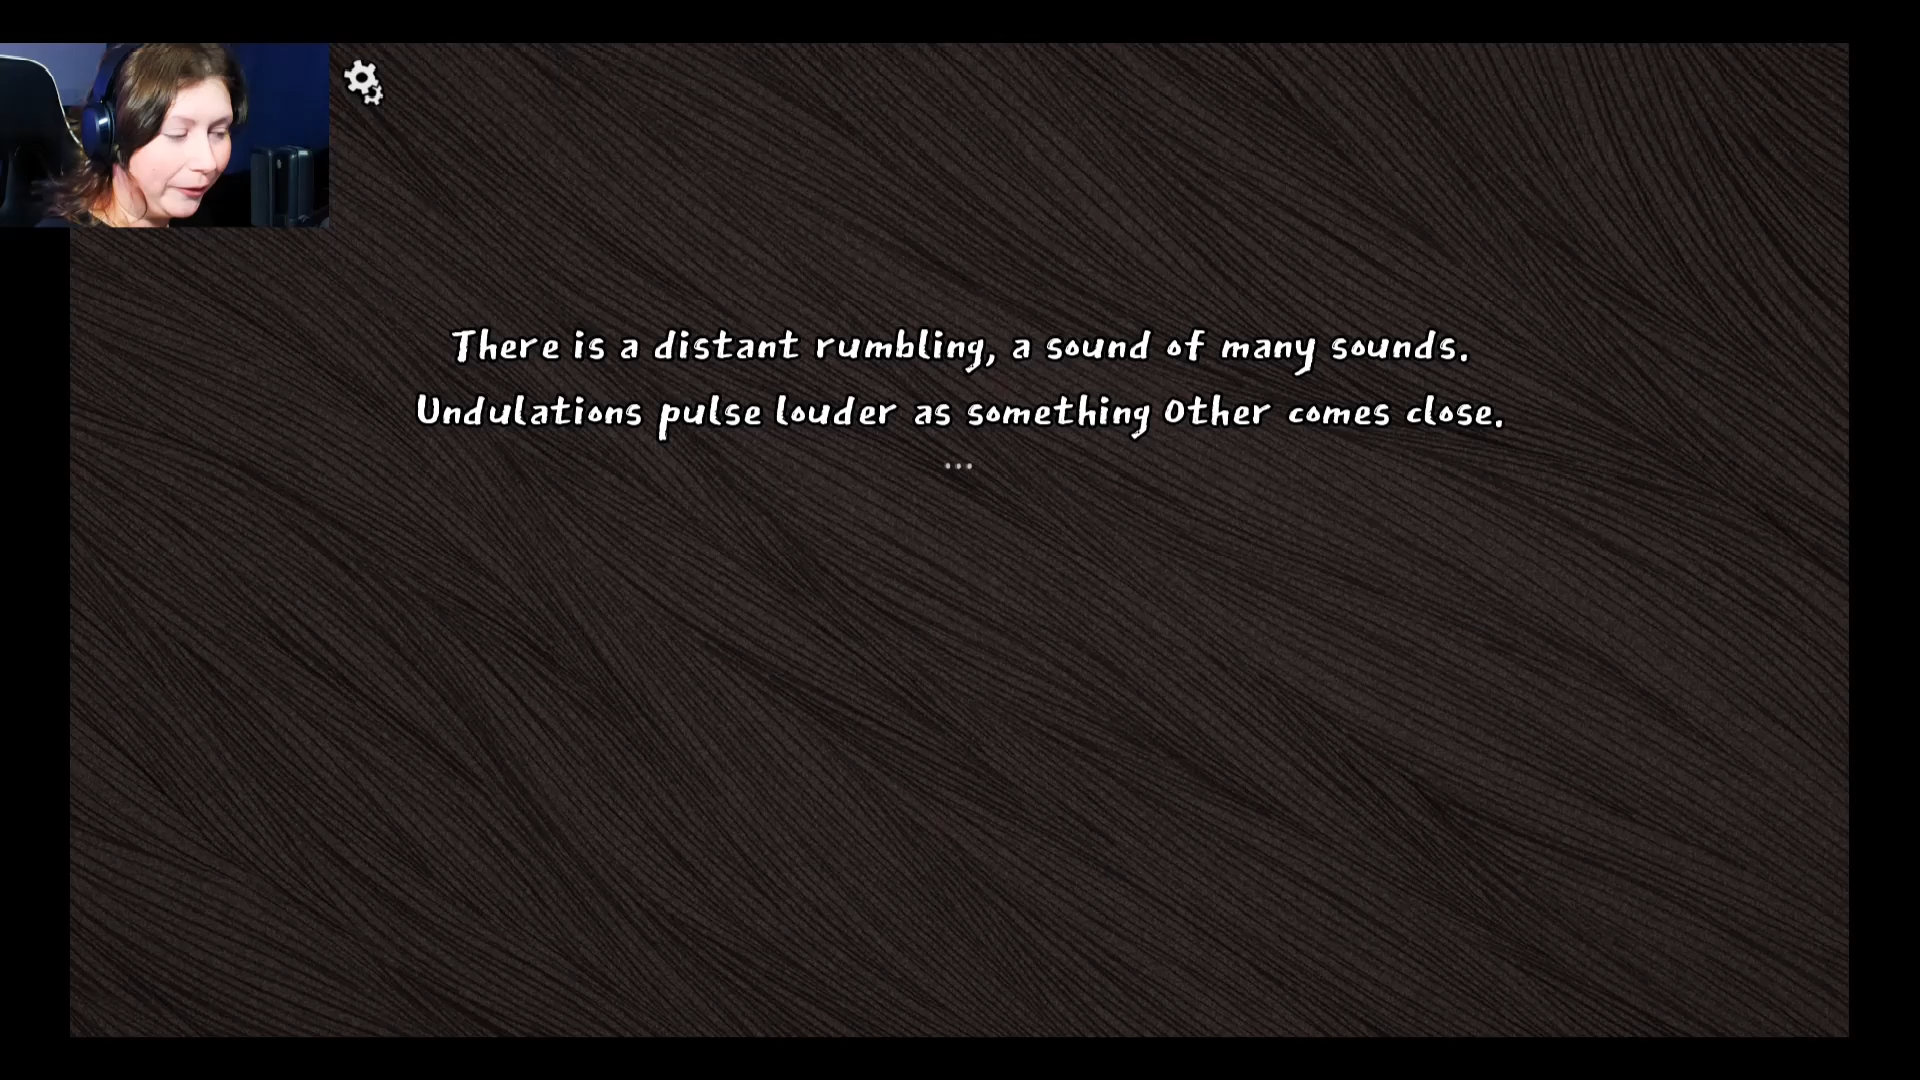 There is a distant rumbling, a sound of many sounds.
Undulations pulse louder as something Other comes close.
...